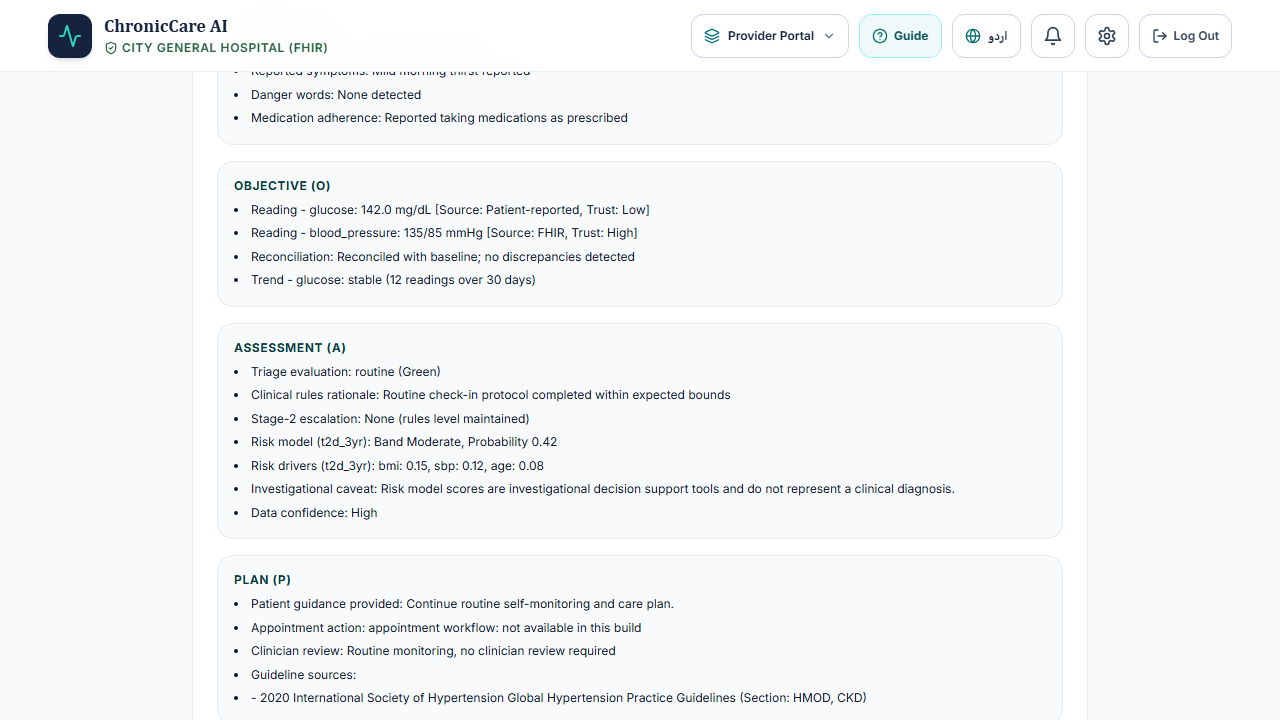 ChronicCare AI
CITY GENERAL HOSPITAL (FHIR)
Provider Portal
Guide
اردو
Log Out
Reported symptoms: Mild morning thirst reported
• Danger words: None detected
• Medication adherence: Reported taking medications as prescribed
OBJECTIVE (O)
• Reading - glucose: 142.0 mg/dL [Source: Patient-reported, Trust: Low]
• Reading - blood_pressure: 135/85 mmHg [Source: FHIR, Trust: High]
• Reconciliation: Reconciled with baseline; no discrepancies detected
• Trend - glucose: stable (12 readings over 30 days)
ASSESSMENT (A)
• Triage evaluation: routine (Green)
• Clinical rules rationale: Routine check-in protocol completed within expected bounds
• Stage-2 escalation: None (rules level maintained)
• Risk model (t2d_3yr): Band Moderate, Probability 0.42
• Risk drivers (t2d_3yr): bmi: 0.15, sbp: 0.12, age: 0.08
• Investigational caveat: Risk model scores are investigational decision support tools and do not represent a clinical diagnosis.
• Data confidence: High
PLAN (P)
• Patient guidance provided: Continue routine self-monitoring and care plan.
• Appointment action: appointment workflow: not available in this build
• Clinician review: Routine monitoring, no clinician review required
• Guideline sources:
• - 2020 International Society of Hypertension Global Hypertension Practice Guidelines (Section: HMOD, CKD)